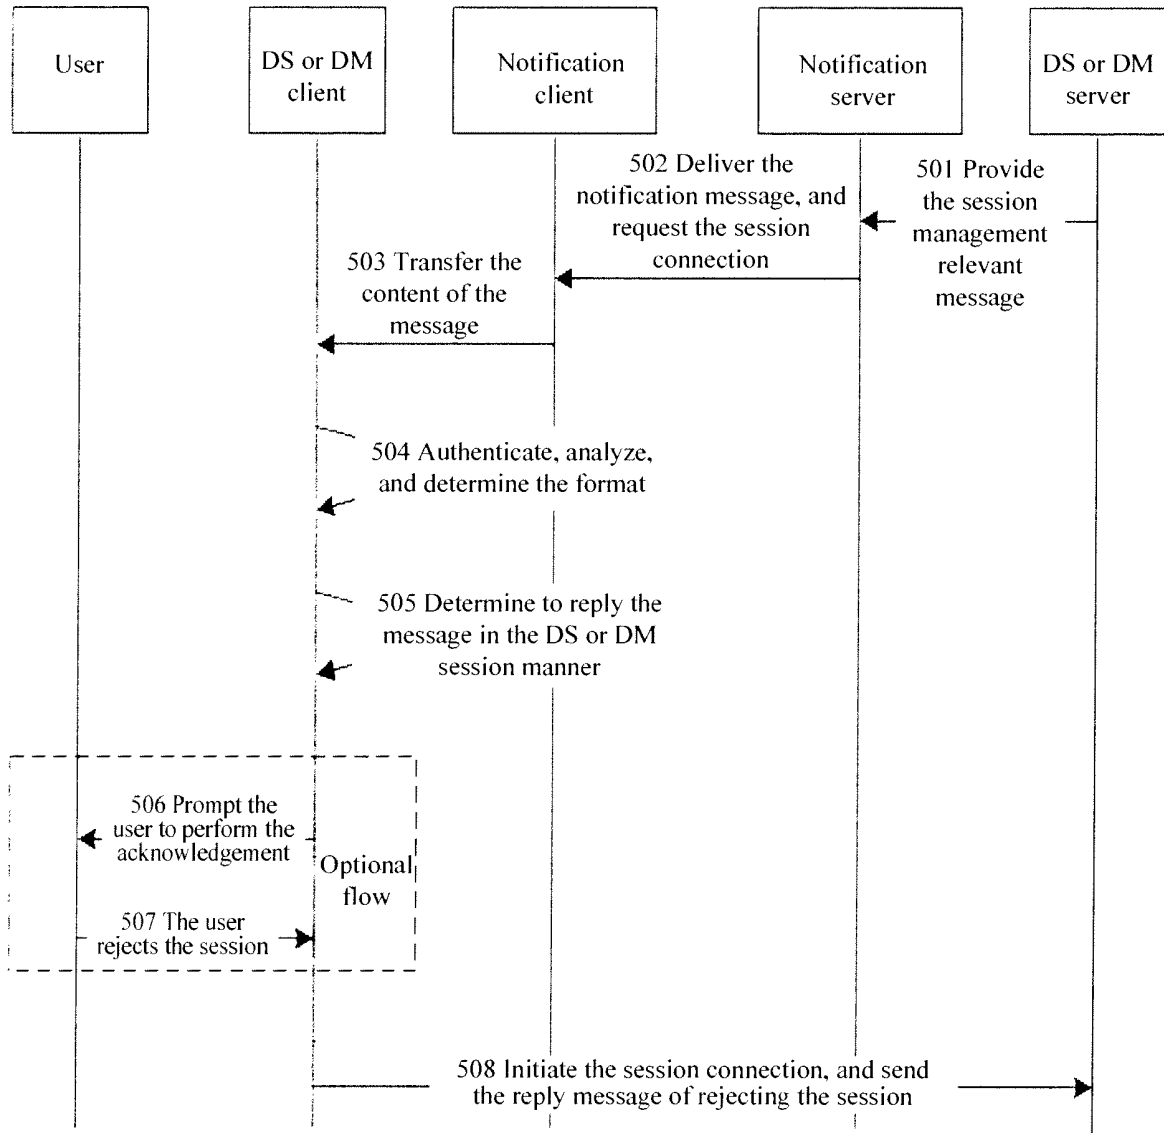 User
DS or DM
client
Notification
client
Notification
server
DS or DM
server
501 Provide
the session
management
relevant
message
502 Deliver the
notification message, and
request the session
connection
503 Transfer the
content of the
message
504 Authenticate, analyze,
and determine the format
505 Determine to reply the
message in the DS or DM
session manner
506 Prompt the
user to perform the
acknowledgement
Optional
flow
507 The user
rejects the session
508 Initiate the session connection, and send
the reply message of rejecting the session